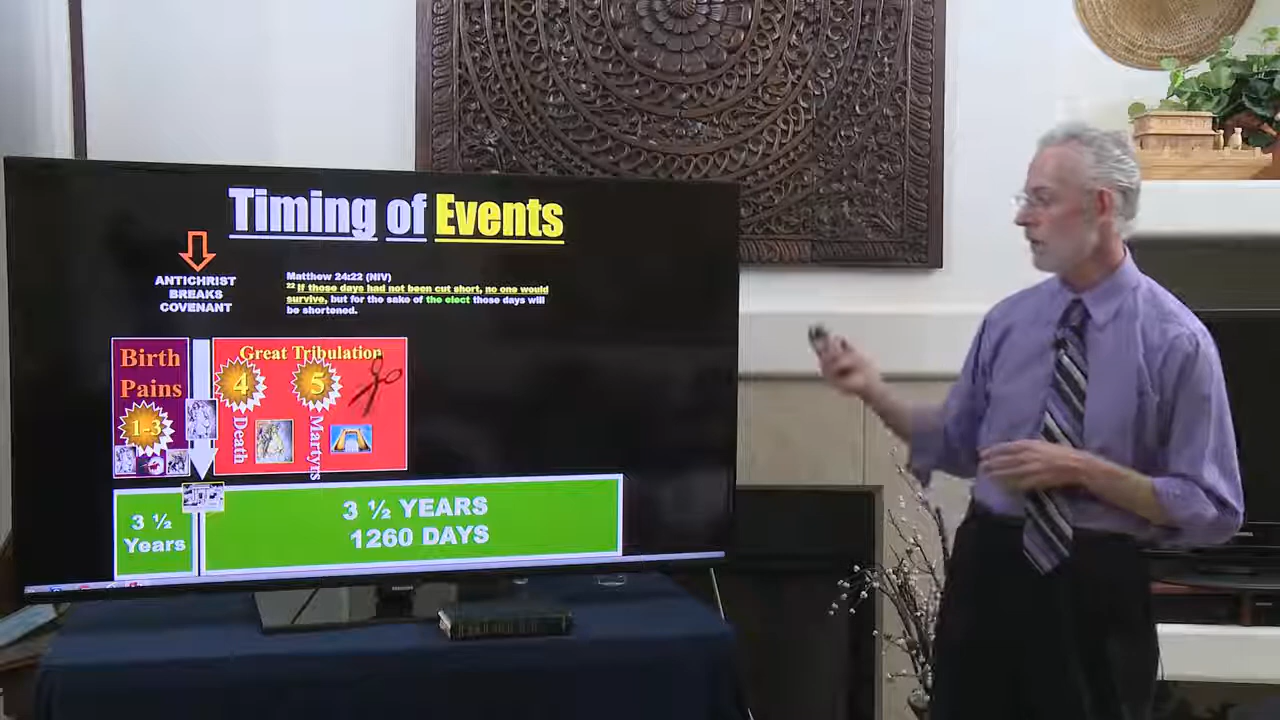 Timing of Events
ANTICHRIST
BREAKS
COVENANT
Matthew 24:22 (NIV)
22 If those days had not been cut short, no one would
survive, but for the sake of the elect those days will
be shortened.
Birth
Pains
1-3
Great Tribulation
4
5
Death
Martyrs
3 ½
Years
3 ½ YEARS
1260 DAYS